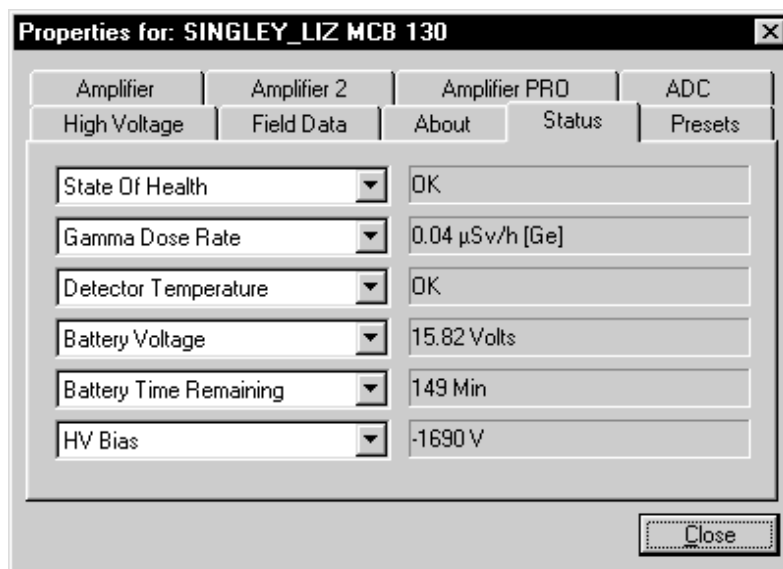 Properties for: SINGLEY_LIZ MCB 130
Amplifier Amplifier 2 Amplifier PRO ADC
High Voltage Field Data About Status Presets
State Of Health OK
Gamma Dose Rate 0.04 µSv/h [Ge]
Detector Temperature OK
Battery Voltage 15.82 Volts
Battery Time Remaining 149 Min
HV Bias -1690 V
Close